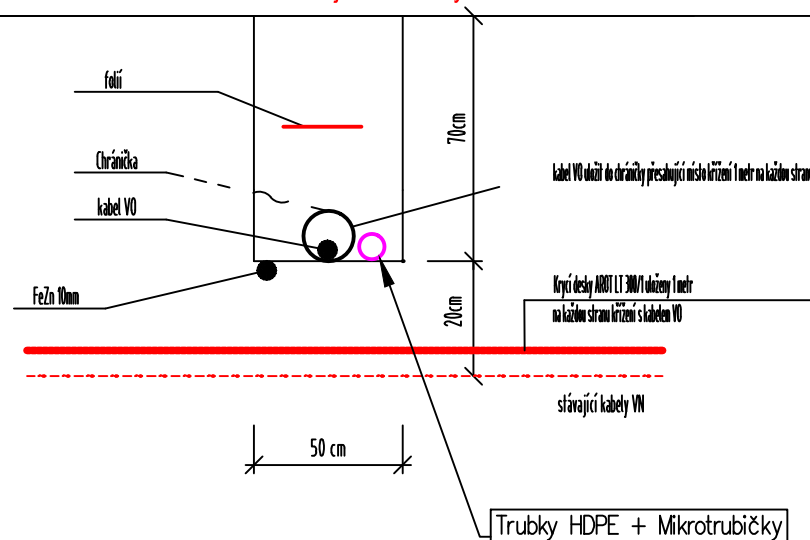 folií
70cm
Chránička
kabel VO uložit do chráničky přesahující místo křížení 1 metr na každou stranu
kabel VO
FeZn 10mm
20cm
Krycí desky AROT LT 300/1 uloženy 1 metr
na každou stranu křížení s kabelem VO
stávající kabely VN
50 cm
Trubky HDPE + Mikrotrubičky